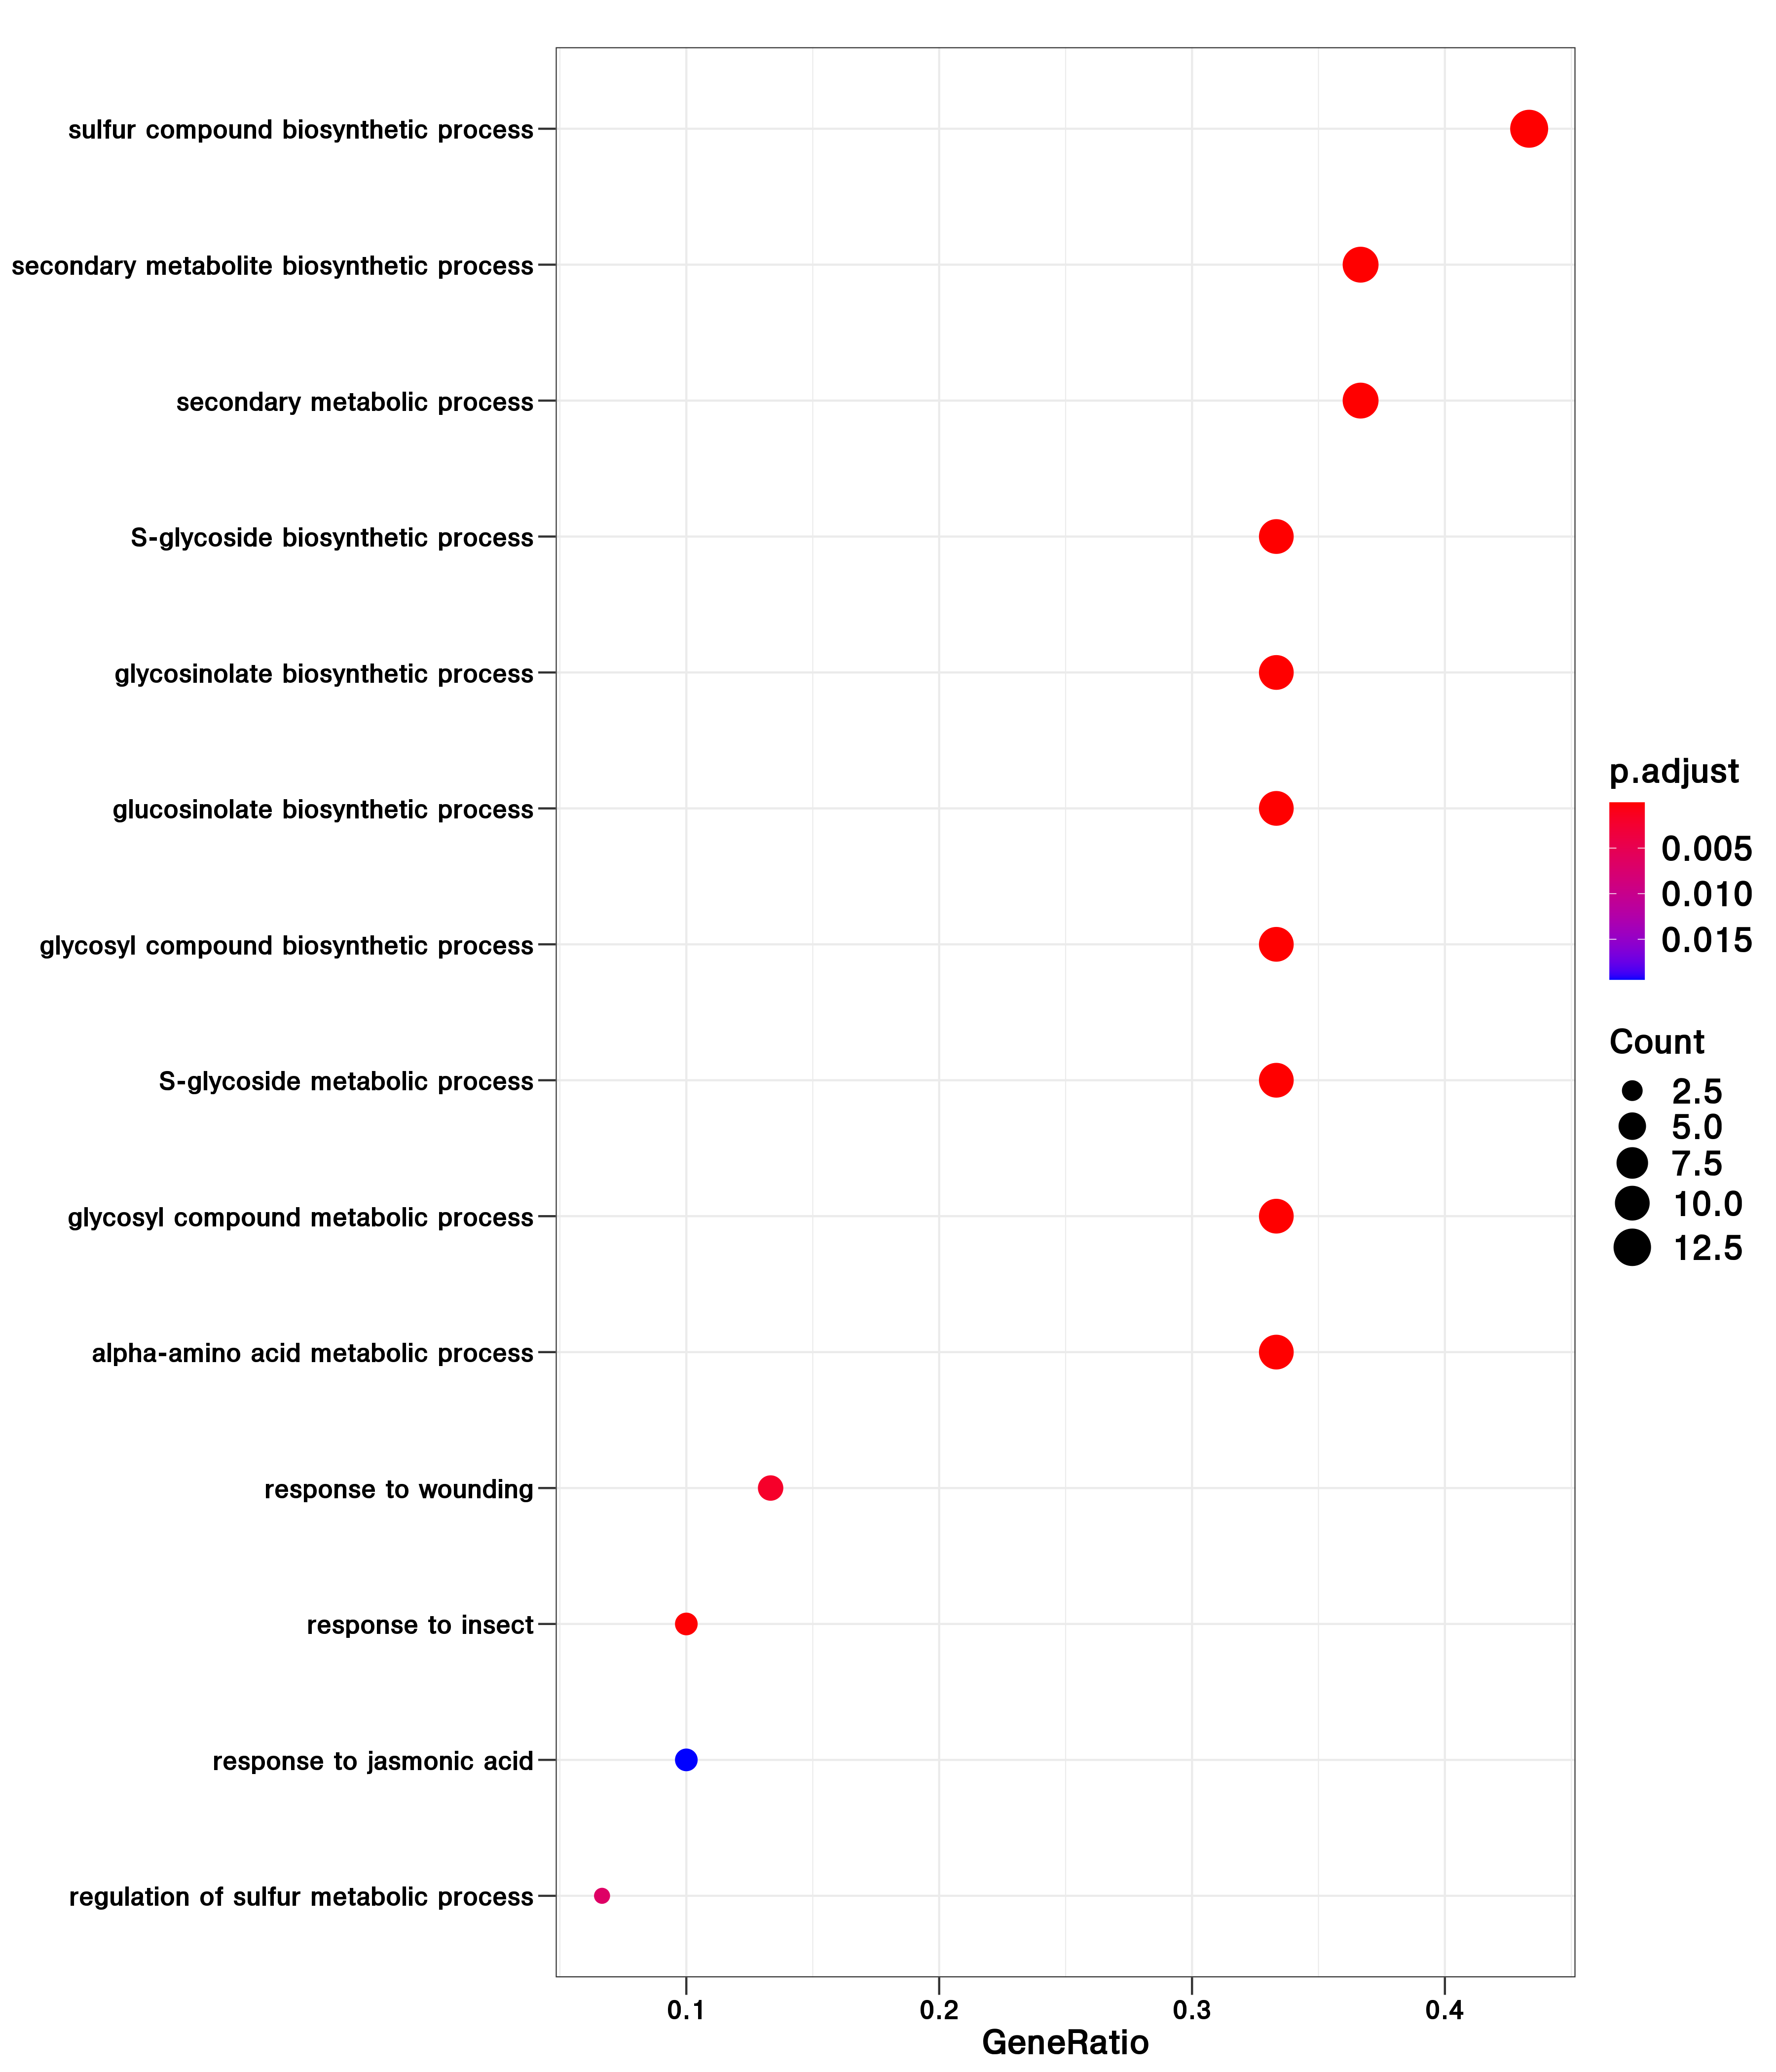 sulfur compound biosynthetic process
secondary metabolite biosynthetic process
secondary metabolic process
S-glycoside biosynthetic process
glycosinolate biosynthetic process
glucosinolate biosynthetic process
glycosyl compound biosynthetic process
S-glycoside metabolic process
glycosyl compound metabolic process
alpha-amino acid metabolic process
response to wounding
response to insect
response to jasmonic acid
regulation of sulfur metabolic process
0.1 0.2 0.3 0.4
GeneRatio
p.adjust
0.005
0.010
0.015
Count
2.5
5.0
7.5
10.0
12.5